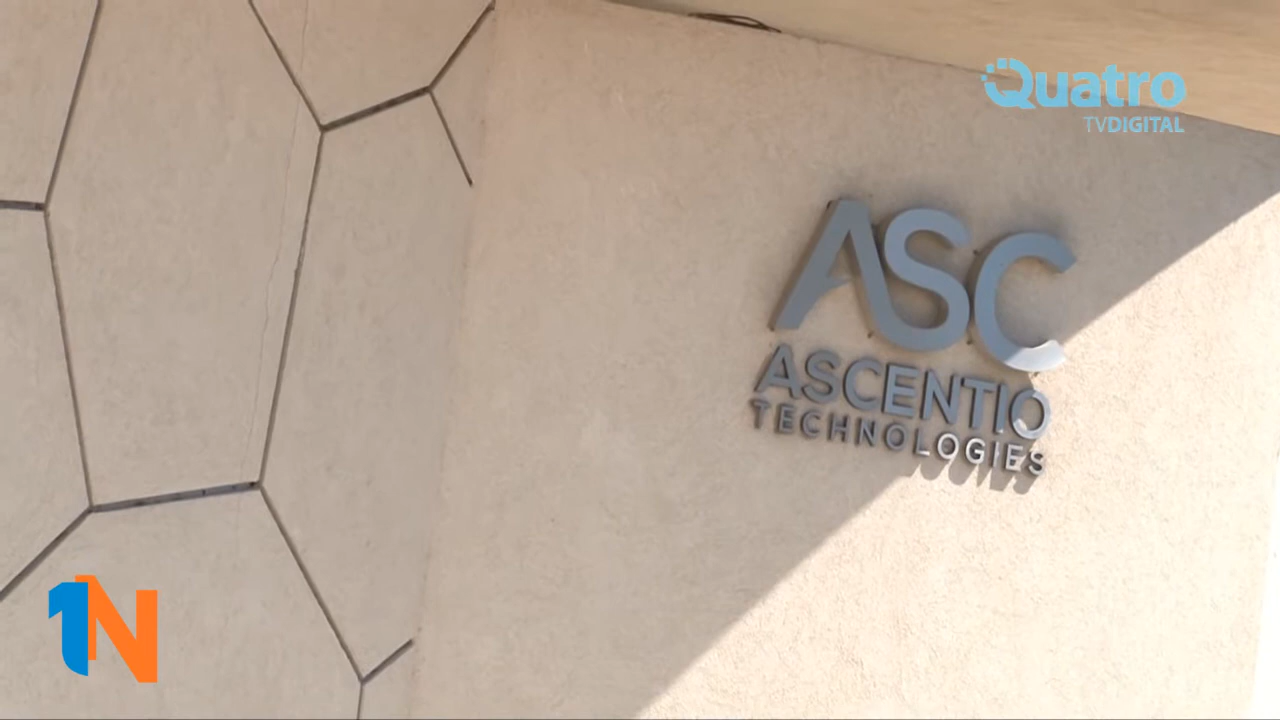 Quatro
TVDIGITAL
ASC
ASCENTIO
TECHNOLOGIES
1N